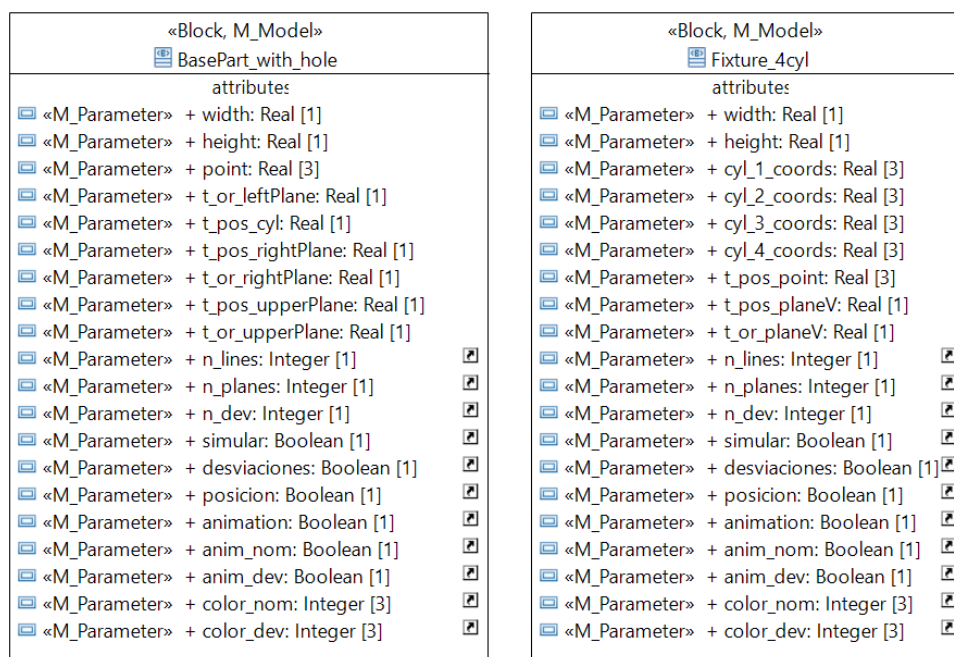 «Block, M_Model»
BasePart_with_hole
attributes
«M_Parameter» + width: Real [1]
«M_Parameter» + height: Real [1]
«M_Parameter» + point: Real [3]
«M_Parameter» + t_or_leftPlane: Real [1]
«M_Parameter» + t_pos_cyl: Real [1]
«M_Parameter» + t_pos_rightPlane: Real [1]
«M_Parameter» + t_or_rightPlane: Real [1]
«M_Parameter» + t_pos_upperPlane: Real [1]
«M_Parameter» + t_or_upperPlane: Real [1]
«M_Parameter» + n_lines: Integer [1]
«M_Parameter» + n_planes: Integer [1]
«M_Parameter» + n_dev: Integer [1]
«M_Parameter» + simular: Boolean [1]
«M_Parameter» + desviaciones: Boolean [1]
«M_Parameter» + posicion: Boolean [1]
«M_Parameter» + animation: Boolean [1]
«M_Parameter» + anim_nom: Boolean [1]
«M_Parameter» + anim_dev: Boolean [1]
«M_Parameter» + color_nom: Integer [3]
«M_Parameter» + color_dev: Integer [3]
«Block, M_Model»
Fixture_4cyl
attributes
«M_Parameter» + width: Real [1]
«M_Parameter» + height: Real [1]
«M_Parameter» + cyl_1_coords: Real [3]
«M_Parameter» + cyl_2_coords: Real [3]
«M_Parameter» + cyl_3_coords: Real [3]
«M_Parameter» + cyl_4_coords: Real [3]
«M_Parameter» + t_pos_point: Real [3]
«M_Parameter» + t_pos_planeV: Real [1]
«M_Parameter» + t_or_planeV: Real [1]
«M_Parameter» + n_lines: Integer [1]
«M_Parameter» + n_planes: Integer [1]
«M_Parameter» + n_dev: Integer [1]
«M_Parameter» + simular: Boolean [1]
«M_Parameter» + desviaciones: Boolean [1]
«M_Parameter» + posicion: Boolean [1]
«M_Parameter» + animation: Boolean [1]
«M_Parameter» + anim_nom: Boolean [1]
«M_Parameter» + anim_dev: Boolean [1]
«M_Parameter» + color_nom: Integer [3]
«M_Parameter» + color_dev: Integer [3]